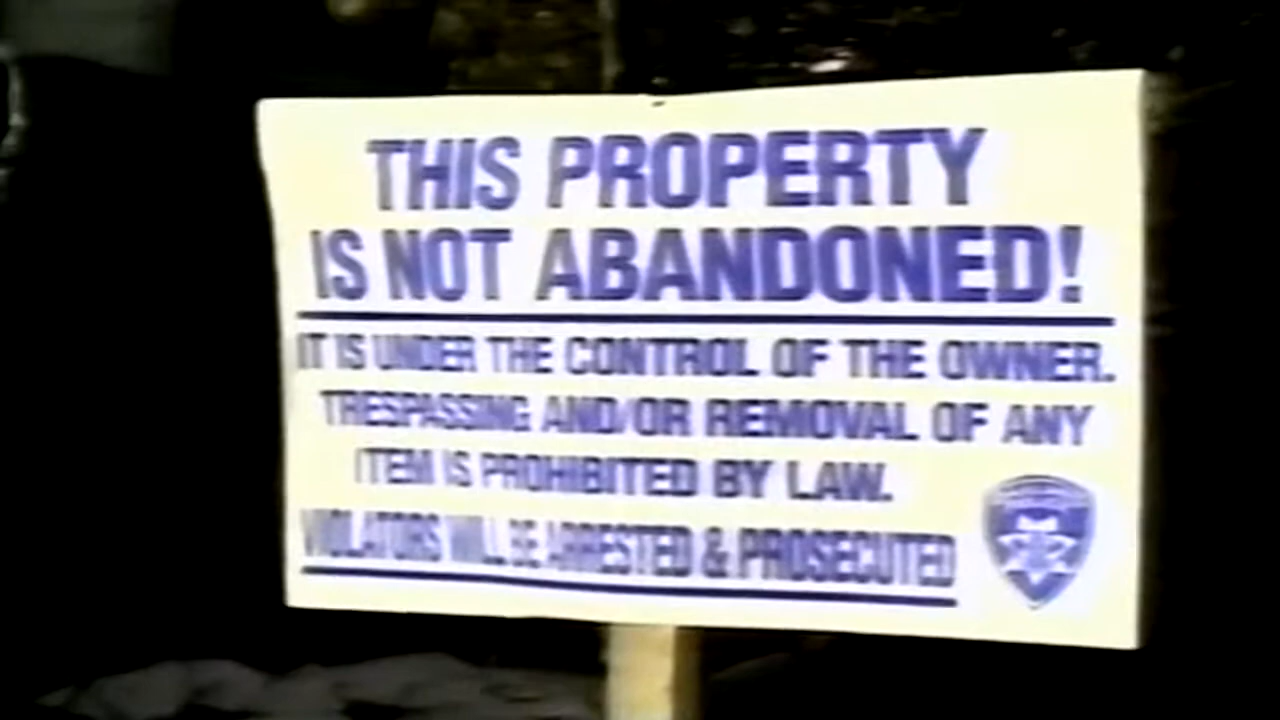 THIS PROPERTY
IS NOT ABANDONED!
IT IS UNDER THE CONTROL OF THE OWNER.
TRESPASSING AND/OR REMOVAL OF ANY
ITEM IS PROHIBITED BY LAW.
VIOLATORS WILL BE ARRESTED & PROSECUTED